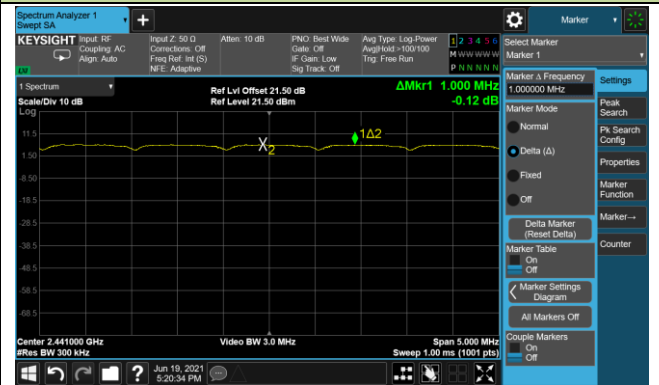 Spectrum Analyzer 1
Swept SA
Marker
KEYSIGHT
Input: RF
Coupling: AC
Align: Auto
Input Z: 50 Ω
Corrections: Off
Freq Ref: Int (S)
NFE: Adaptive
Atten: 10 dB
PNO: Best Wide
Gate: Off
IF Gain: Low
Sig Track: Off
Avg Type: Log-Power
Avg|Hold:>100/100
Trig: Free Run
1 2 3 4 5 6
M W W W W W
P N N N N N
LXI
1 Spectrum
Scale/Div 10 dB
Log
Ref Lvl Offset 21.50 dB
Ref Level 21.50 dBm
ΔMkr1 1.000 MHz
-0.12 dB
11.5
1.50
-8.50
-18.5
-28.5
-38.5
-48.5
-58.5
-68.5
X2
1Δ2
Center 2.441000 GHz
#Res BW 300 kHz
Video BW 3.0 MHz
Span 5.000 MHz
Sweep 1.00 ms (1001 pts)
Select Marker
Marker 1
Marker Δ Frequency
1.000000 MHz
Marker Mode
Normal
Delta (Δ)
Fixed
Off
Delta Marker
(Reset Delta)
Marker Table
On
Off
Marker Settings
Diagram
All Markers Off
Couple Markers
On
Off
Settings
Peak
Search
Pk Search
Config
Properties
Marker
Function
Marker→
Counter
?
Jun 19, 2021
5:20:34 PM